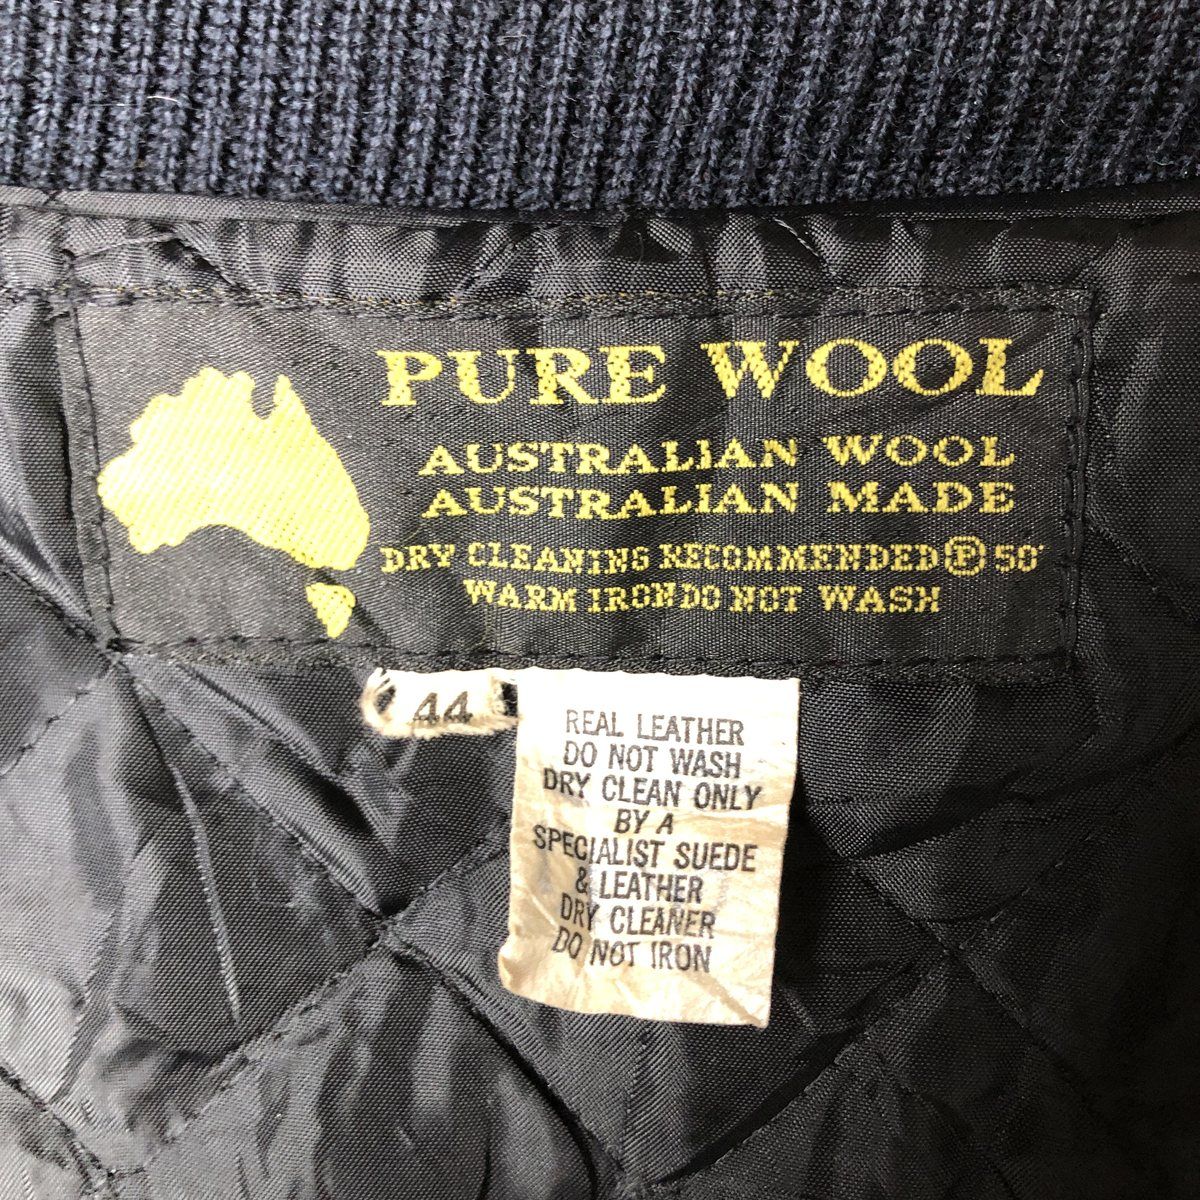 PURE WOOL
AUSTRALIAN WOOL
AUSTRALIAN MADE
DRY CLEANING RECOMMENDED Ⓟ 50°
WARM IRON DO NOT WASH
44
REAL LEATHER
DO NOT WASH
DRY CLEAN ONLY
BY A
SPECIALIST SUEDE
& LEATHER
DRY CLEANER
DO NOT IRON